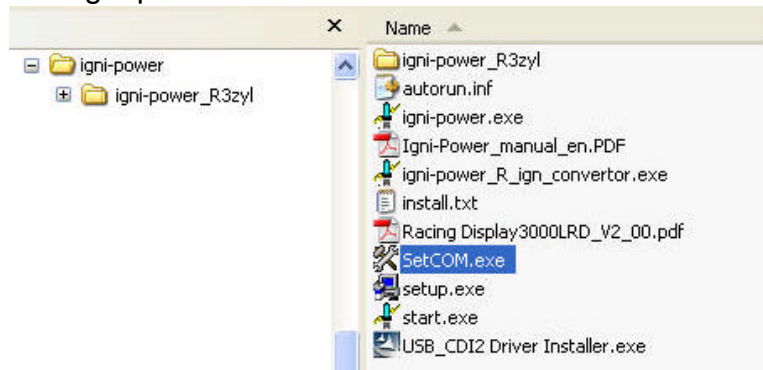 Name
igni-power
igni-power_R3zyl
igni-power_R3zyl
autorun.inf
igni-power.exe
Igni-Power_manual_en.PDF
igni-power_R_ign_convertor.exe
install.txt
Racing Display3000LRD_V2_00.pdf
SetCOM.exe
setup.exe
start.exe
USB_CDI2 Driver Installer.exe